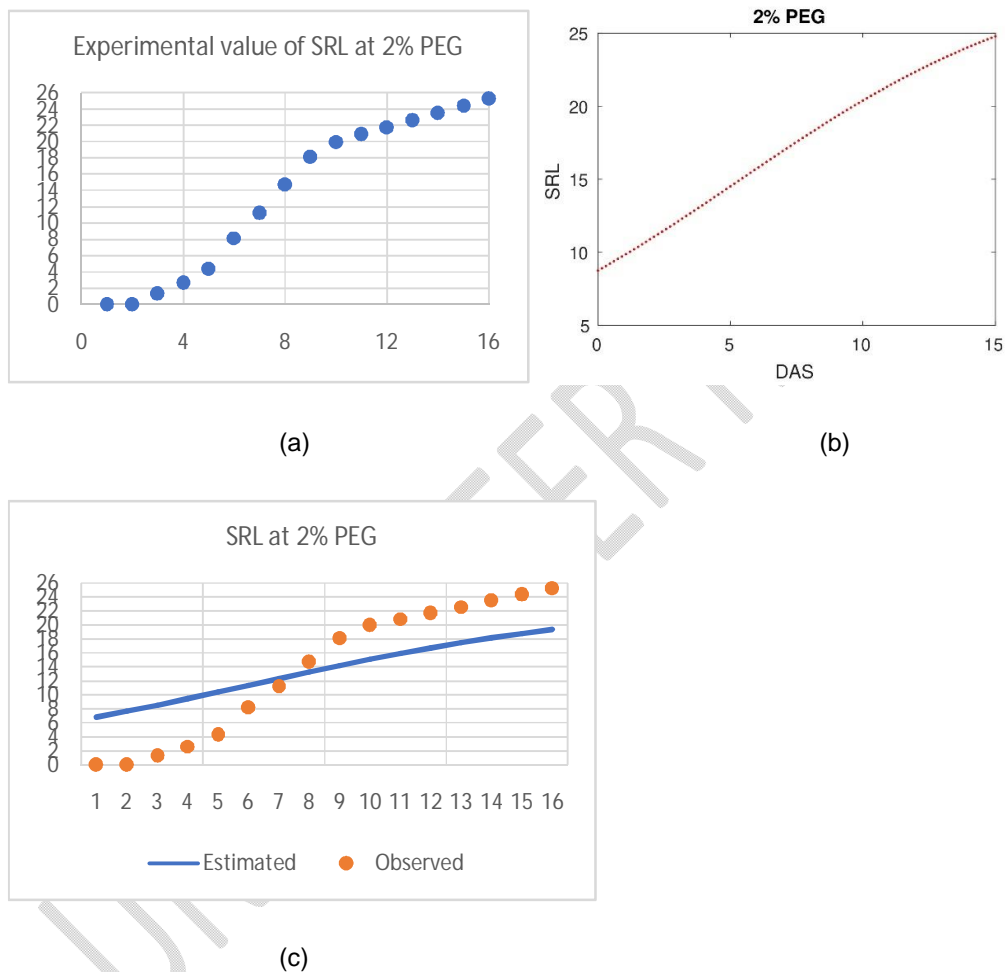 Experimental value of SRL at 2% PEG
26
24
22
20
18
16
14
12
10
8
6
4
2
0
0 4 8 12 16
(a)
2% PEG
25
20
15
10
5
SRL
0 5 10 15
DAS
(b)
SRL at 2% PEG
26
24
22
20
18
16
14
12
10
8
6
4
2
0
1 2 3 4 5 6 7 8 9 10 11 12 13 14 15 16
Estimated Observed
(c)